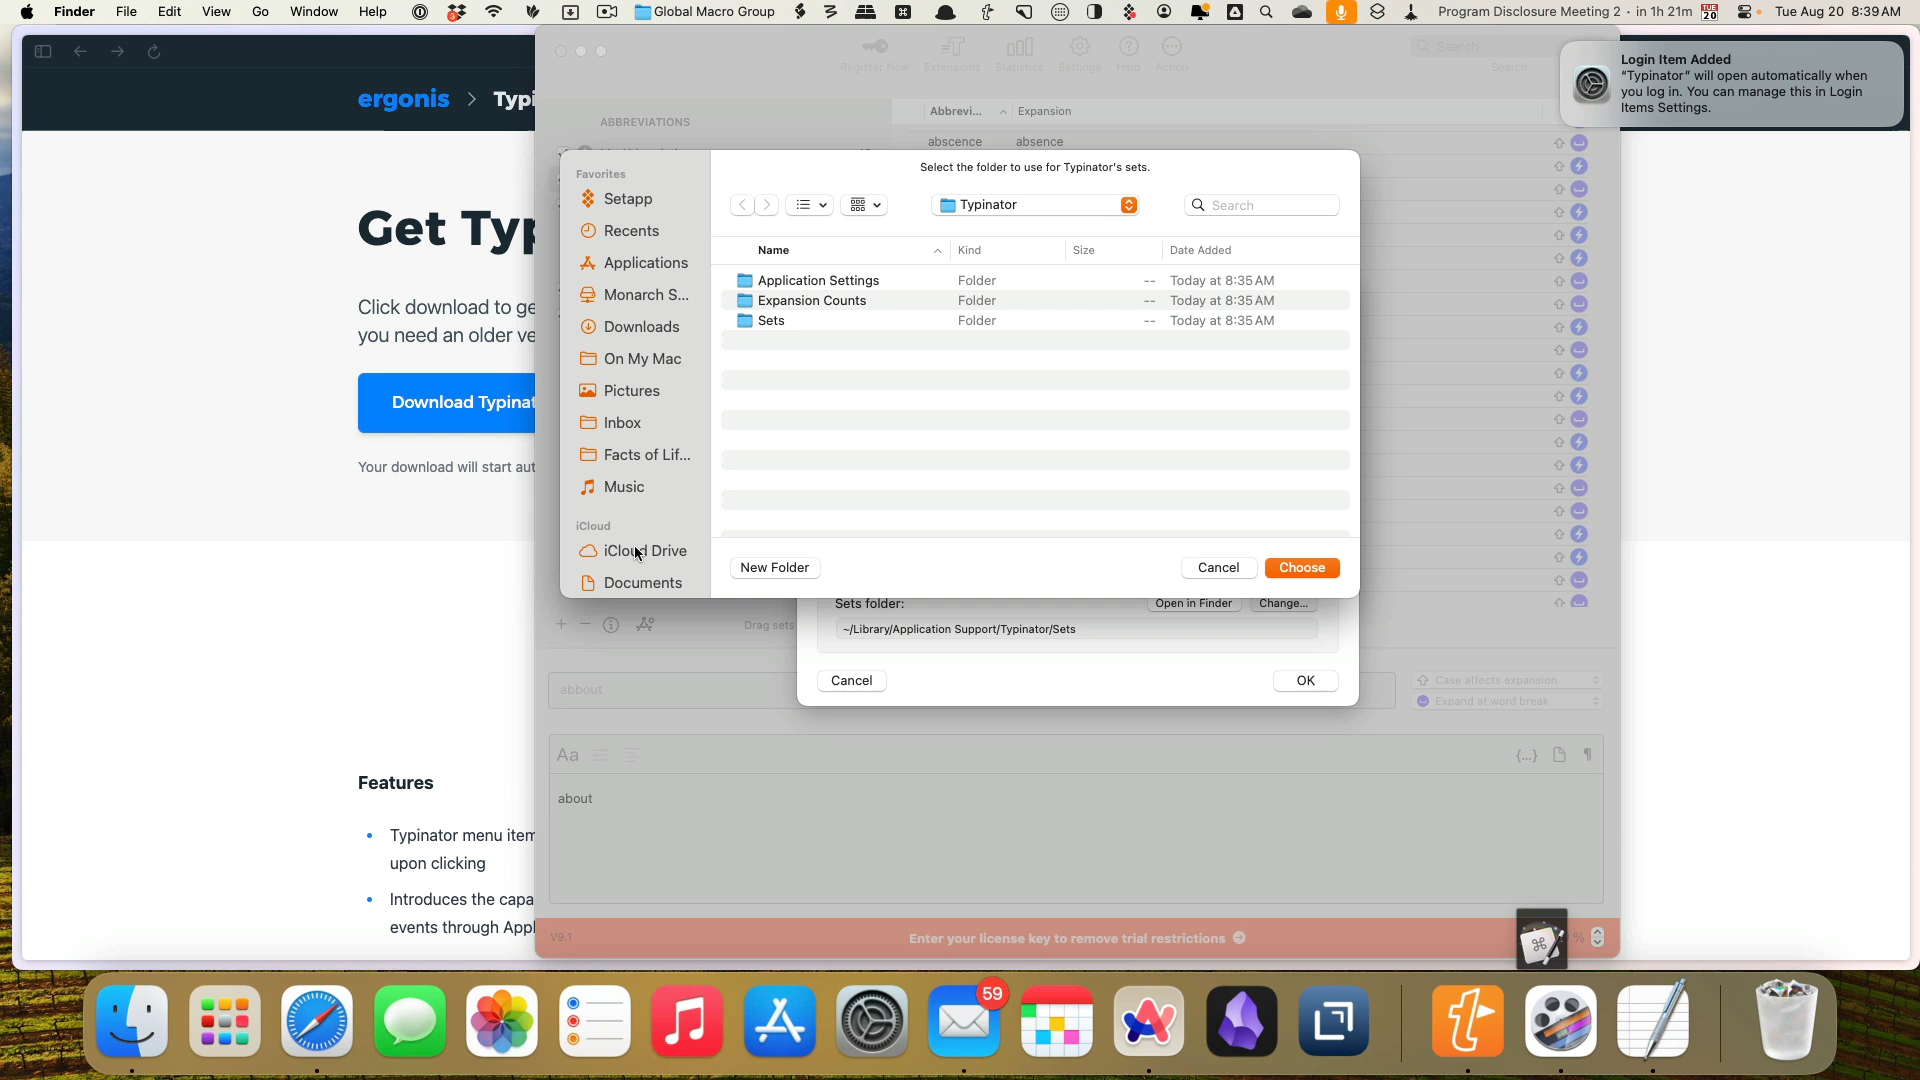 Finder File Edit View Go Window Help Global Macro Group Program Disclosure Meeting 2 · in 1h 21m Tue Aug 20 8:39 AM
Login Item Added
"Typinator" will open automatically when
you log in. You can manage this in Login
Items Settings.
Register Now Extensions Statistics Settings Help Action Search
Search
ergonis > Typi
ABBREVIATIONS
Abbrevi... Expansion
abscence absence
Get Typ
Click download to ge
you need an older ve
Download Typinat
Your download will start aut
Select the folder to use for Typinator's sets.
Favorites
Setapp
Recents
Applications
Monarch S...
Downloads
On My Mac
Pictures
Inbox
Facts of Lif...
Music
iCloud
iCloud Drive
Documents
Typinator
Search
Name Kind Size Date Added
Application Settings Folder -- Today at 8:35 AM
Expansion Counts Folder -- Today at 8:35 AM
Sets Folder -- Today at 8:35 AM
New Folder Cancel Choose
Sets folder: Open in Finder Change...
~/Library/Application Support/Typinator/Sets
Drag sets
Cancel OK
abbout
Case affects expansion
Expand at word break
Aa {...} ¶
about
Features
Typinator menu item
upon clicking
Introduces the capa
events through Appl
V9.1 Enter your license key to remove trial restrictions %
59